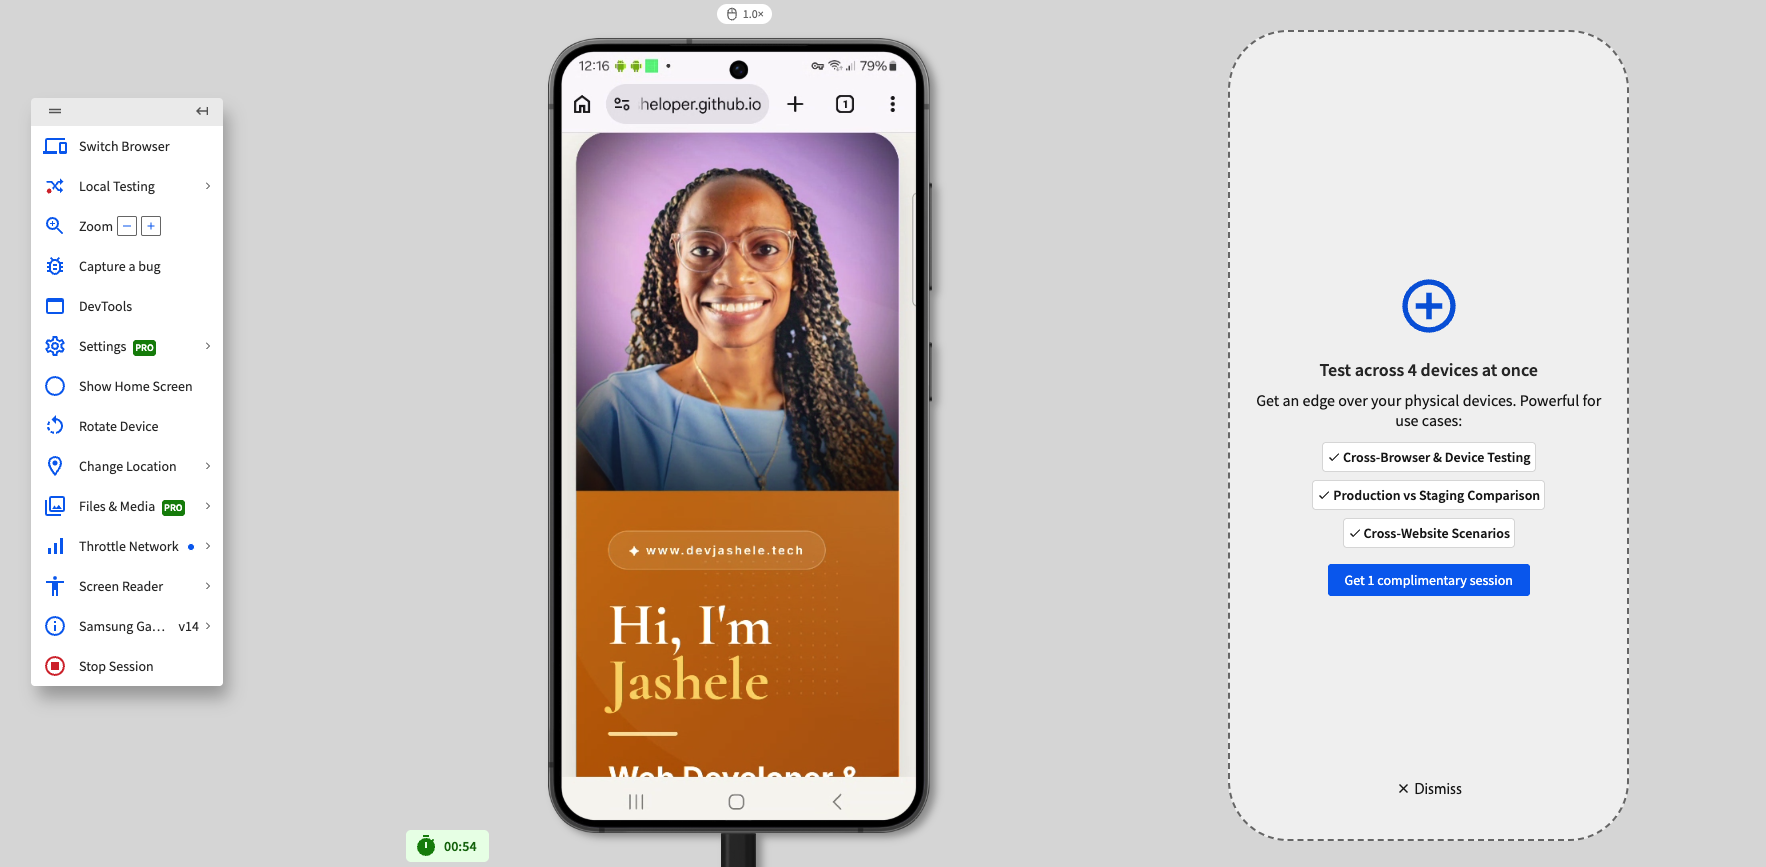 1.0×
Switch Browser
Local Testing
Zoom
Capture a bug
DevTools
Settings PRO
Show Home Screen
Rotate Device
Change Location
Files & Media PRO
Throttle Network
Screen Reader
Samsung Ga... v14
Stop Session
12:16 79%
heloper.github.io 1
www.devjashele.tech
Hi, I'm
Jashele
Web Developer &
00:54
Test across 4 devices at once
Get an edge over your physical devices. Powerful for
use cases:
Cross-Browser & Device Testing
Production vs Staging Comparison
Cross-Website Scenarios
Get 1 complimentary session
Dismiss